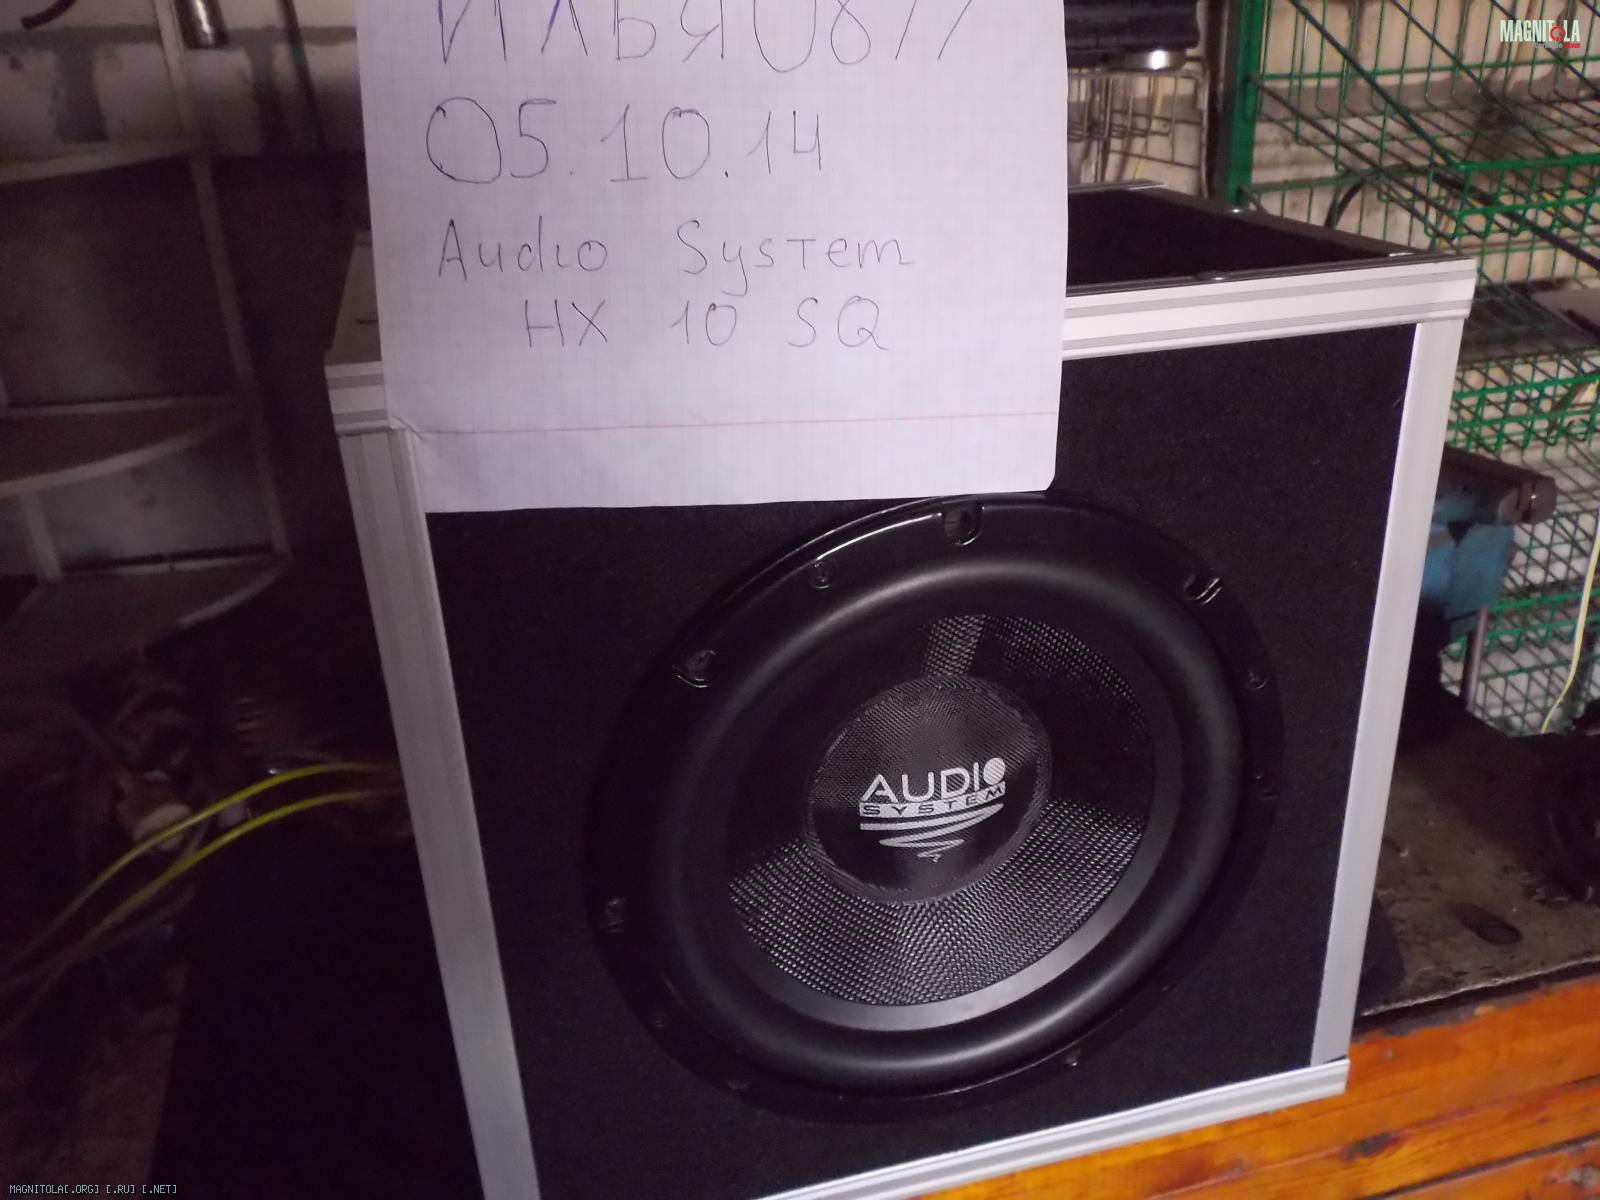 ИЛЬЯ0877
05.10.14
Audio System
HX 10 SQ
AUDIO
SYSTEM
MAGNITOLA
MAGNITOLA[.ORG] [.RU] [.NET]